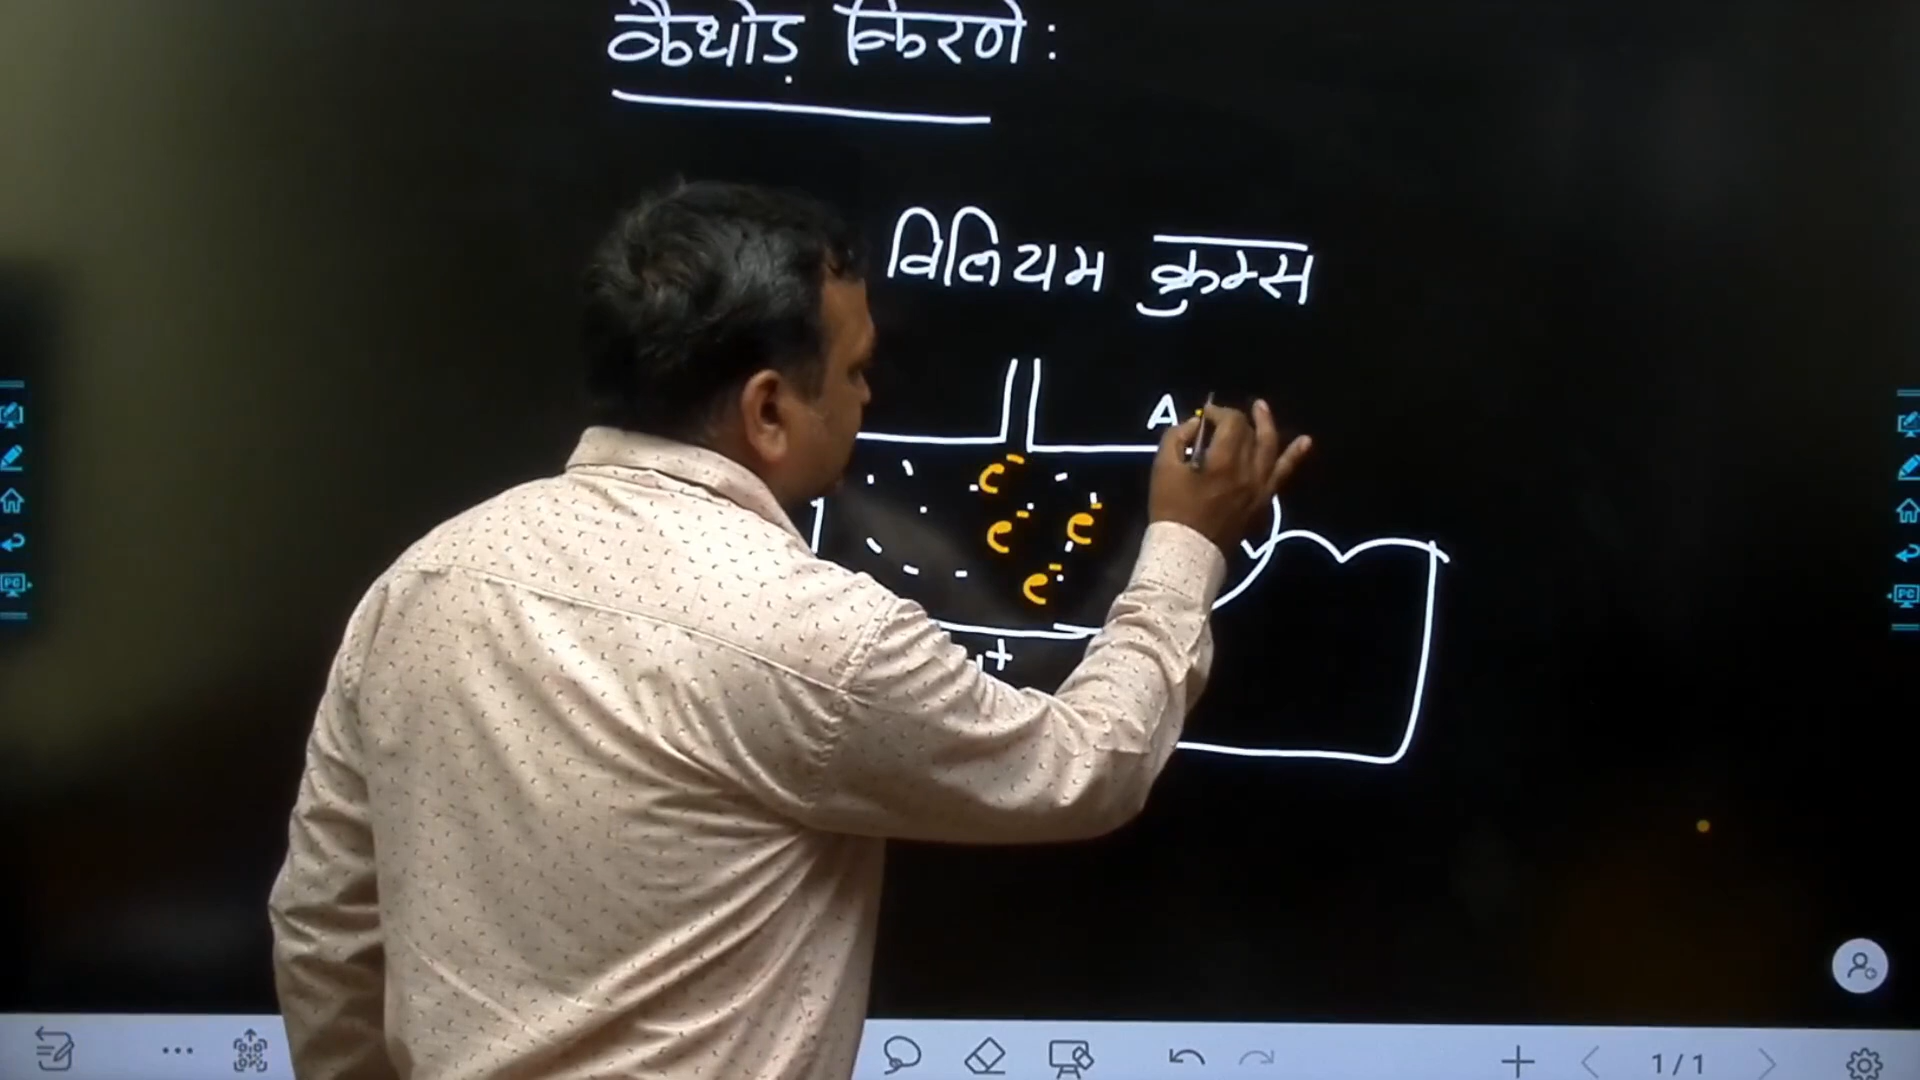 कैथोड़ किरणे :
विलियम क्रुग्स
A
e⁻
e⁻ e⁻
e⁻
+
1/1